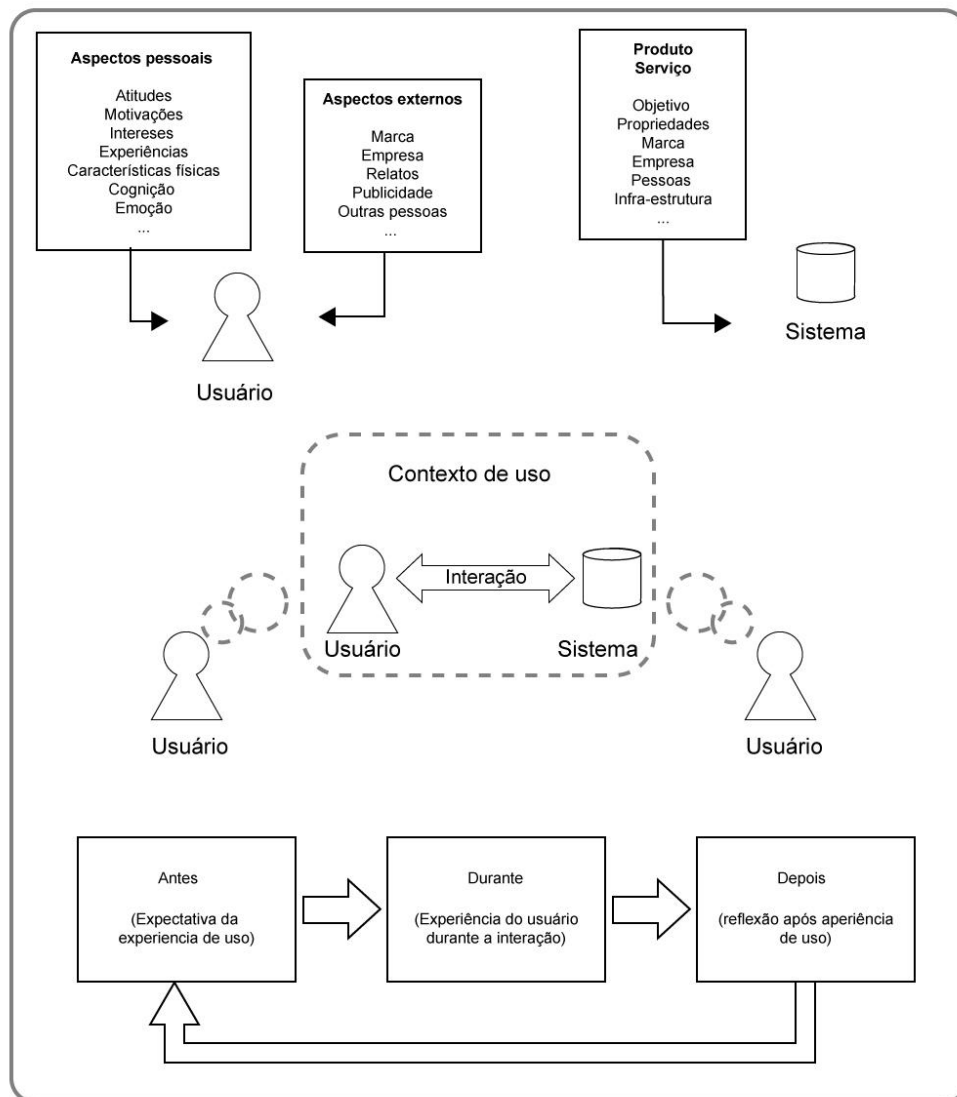 Aspectos pessoais
Atitudes
Motivações
Intereses
Experiências
Características físicas
Cognição
Emoção
...
Aspectos externos
Marca
Empresa
Relatos
Publicidade
Outras pessoas
...
Produto
Serviço
Objetivo
Propriedades
Marca
Empresa
Pessoas
Infra-estrutura
...
Usuário
Sistema
Contexto de uso
Interação
Usuário
Sistema
Usuário
Usuário
Antes
(Expectativa da
experiencia de uso)
Durante
(Experiência do usuário
durante a interação)
Depois
(reflexão após aperiência
de uso)